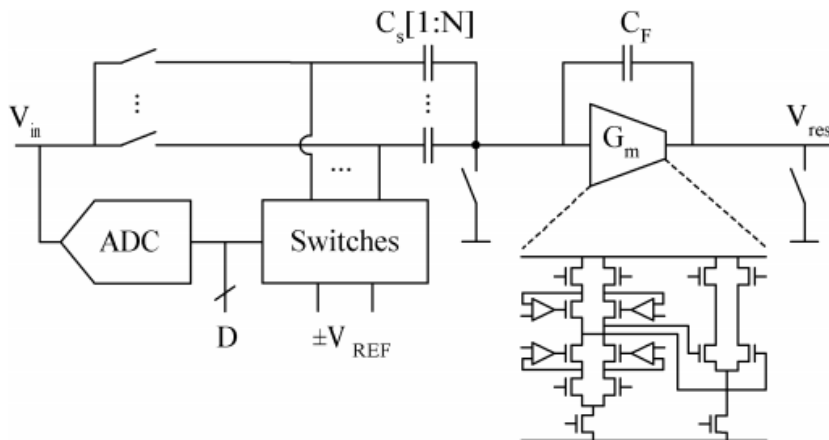 C_s[1:N]
C_F
...
V_in
...
G_m
V_res
...
ADC
Switches
D
±V_REF